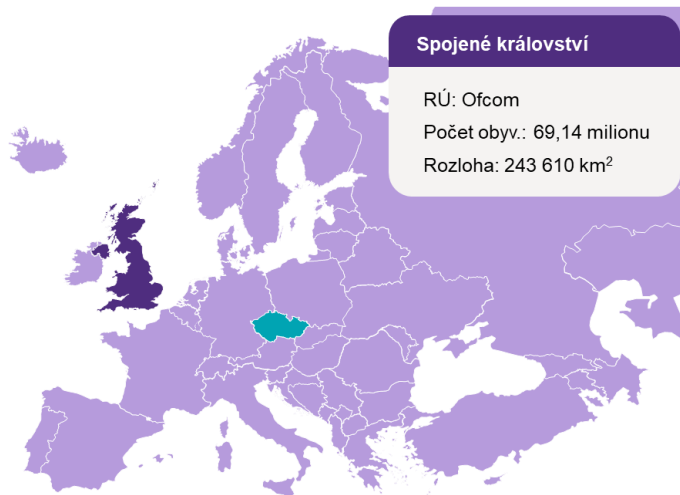 Spojené království
RÚ: Ofcom
Počet obyv.: 69,14 milionu
Rozloha: 243 610 km²